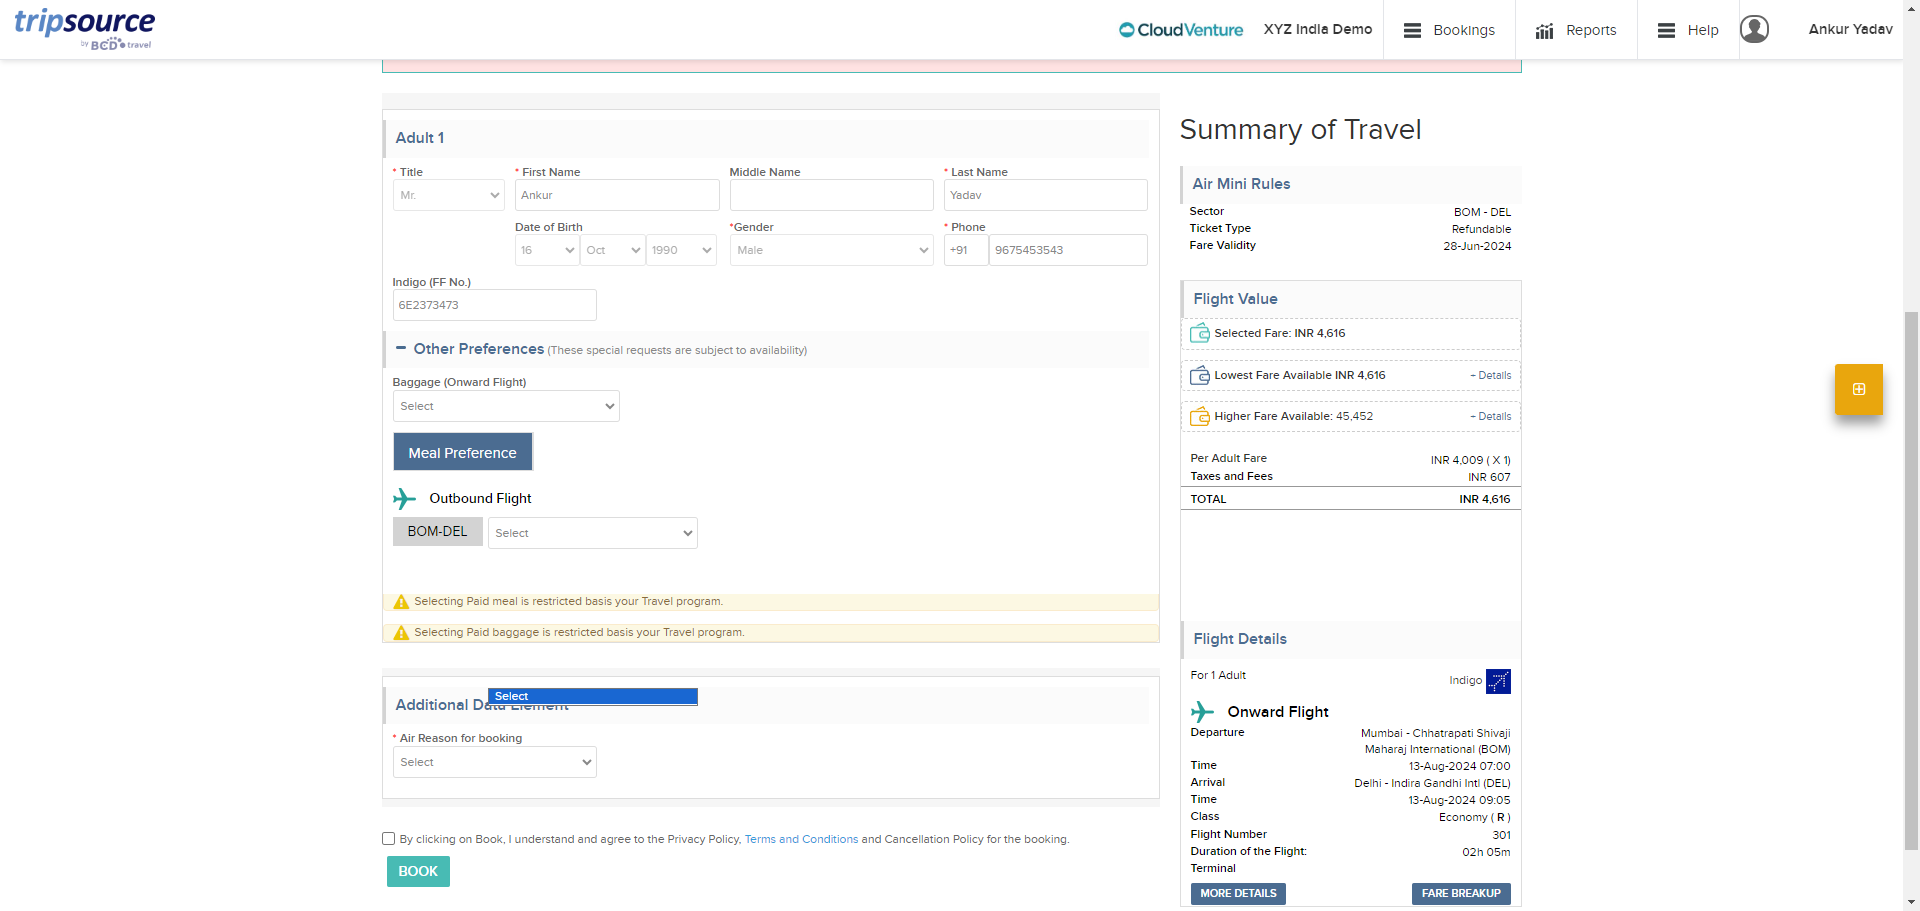 tripsource
by BCD travel
CloudVenture
XYZ India Demo
Bookings
Reports
Help
Ankur Yadav
Adult 1
* Title
* First Name
Middle Name
* Last Name
Mr.
Ankur
Yadav
Date of Birth
*Gender
* Phone
16
Oct
1990
Male
+91
9675453543
Indigo (FF No.)
6E2373473
Other Preferences (These special requests are subject to availability)
Baggage (Onward Flight)
Select
Meal Preference
Outbound Flight
BOM-DEL
Select
Selecting Paid meal is restricted basis your Travel program.
Selecting Paid baggage is restricted basis your Travel program.
Select
Additional Data Element
* Air Reason for booking
Select
By clicking on Book, I understand and agree to the Privacy Policy, Terms and Conditions and Cancellation Policy for the booking.
BOOK
Summary of Travel
Air Mini Rules
Sector BOM - DEL
Ticket Type Refundable
Fare Validity 28-Jun-2024
Flight Value
Selected Fare: INR 4,616
Lowest Fare Available INR 4,616 + Details
Higher Fare Available: 45,452 + Details
Per Adult Fare INR 4,009 ( X 1)
Taxes and Fees INR 607
TOTAL INR 4,616
Flight Details
For 1 Adult Indigo
Onward Flight
Departure Mumbai - Chhatrapati Shivaji
Maharaj International (BOM)
Time 13-Aug-2024 07:00
Arrival Delhi - Indira Gandhi Intl (DEL)
Time 13-Aug-2024 09:05
Class Economy ( R )
Flight Number 301
Duration of the Flight: 02h 05m
Terminal
MORE DETAILS FARE BREAKUP